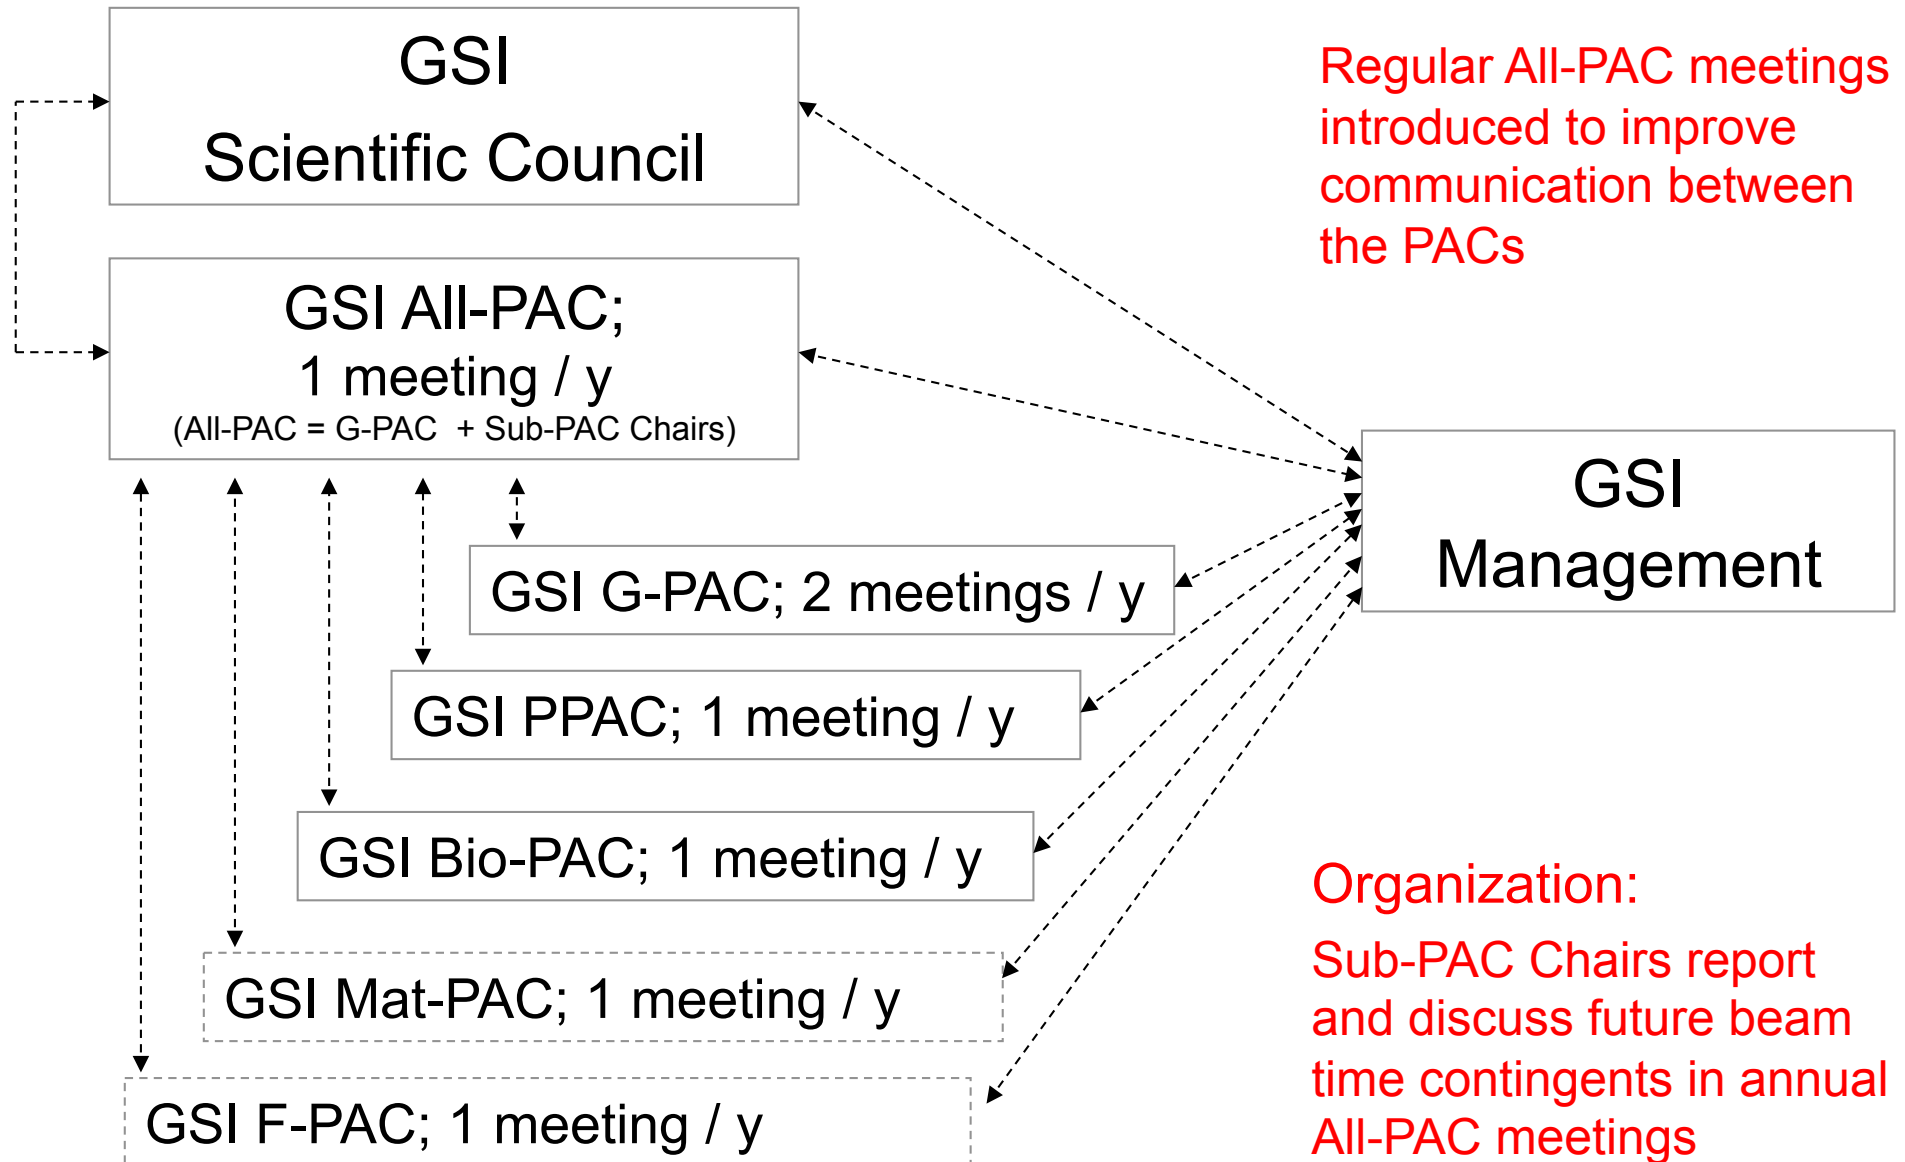 GSI
Scientific Council
Regular All-PAC meetings
introduced to improve
communication between
the PACs
GSI All-PAC;
1 meeting / y
(All-PAC = G-PAC + Sub-PAC Chairs)
GSI
Management
GSI G-PAC; 2 meetings / y
GSI PPAC; 1 meeting / y
GSI Bio-PAC; 1 meeting / y
GSI Mat-PAC; 1 meeting / y
GSI F-PAC; 1 meeting / y
Organization:
Sub-PAC Chairs report
and discuss future beam
time contingents in annual
All-PAC meetings